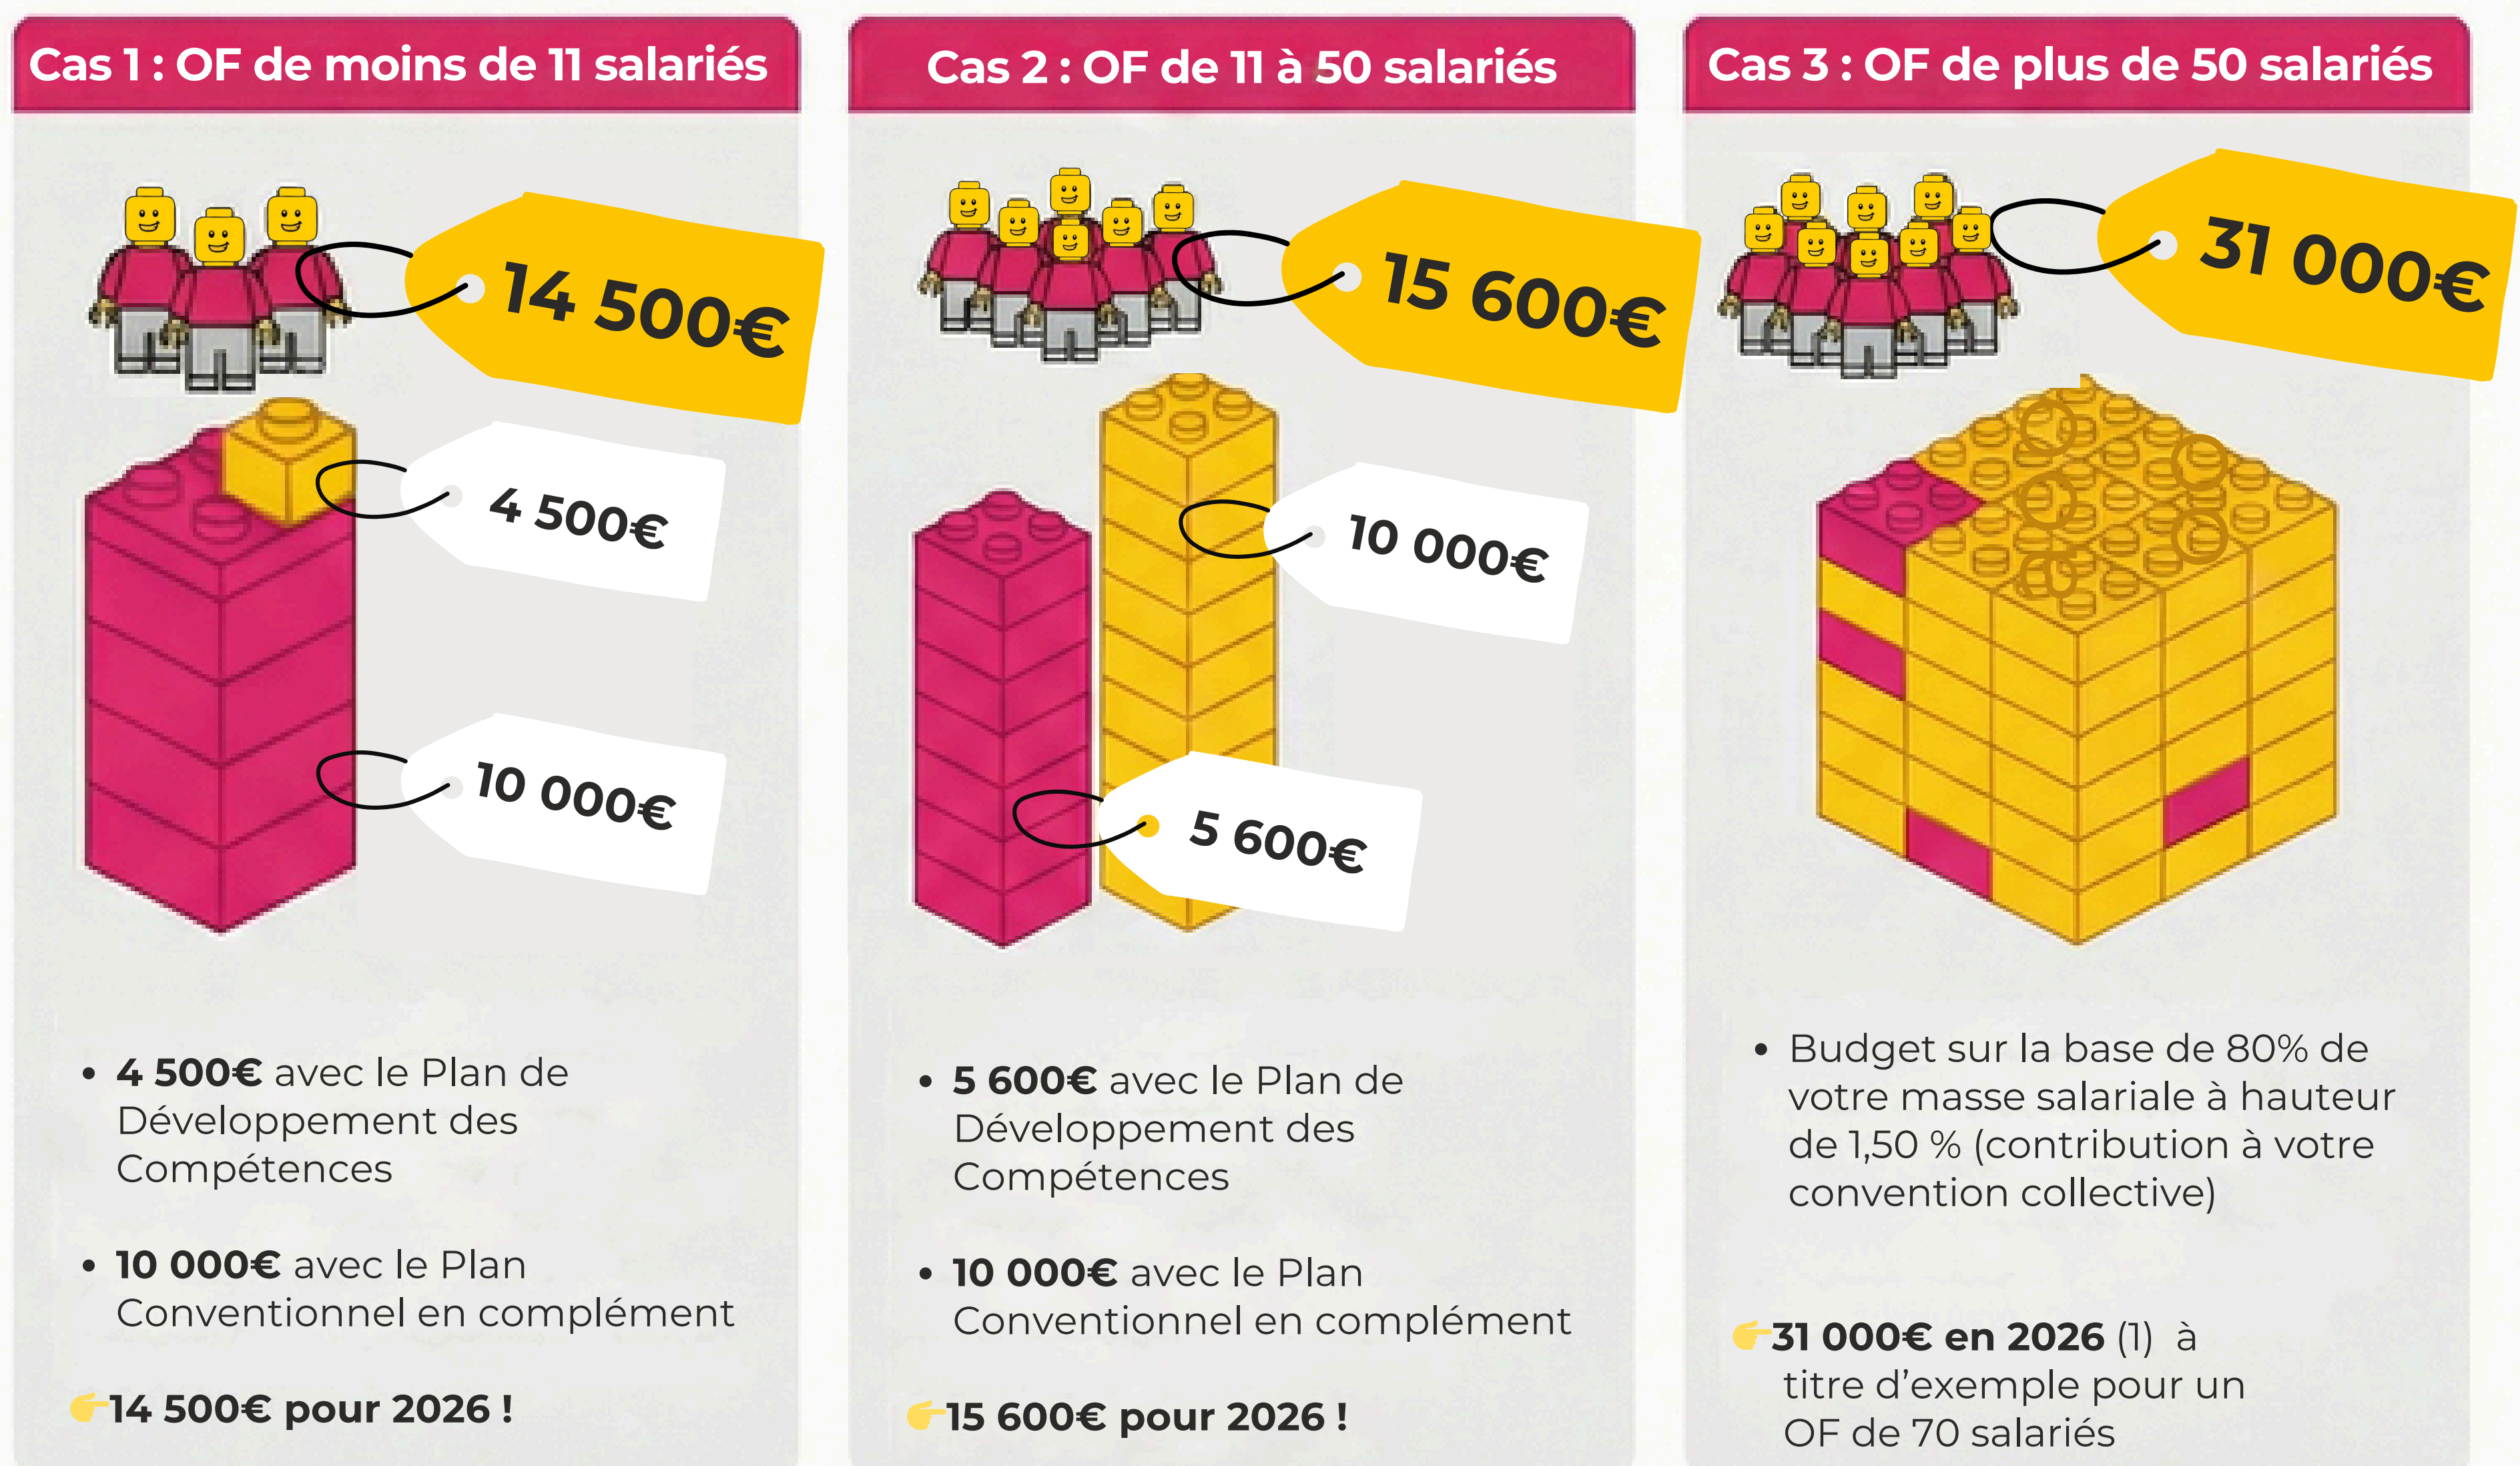 Cas 1 : OF de moins de 11 salariés
14 500€
4 500€
10 000€
• 4 500€ avec le Plan de
Développement des
Compétences
• 10 000€ avec le Plan
Conventionnel en complément
👉14 500€ pour 2026 !
Cas 2 : OF de 11 à 50 salariés
15 600€
10 000€
5 600€
• 5 600€ avec le Plan de
Développement des
Compétences
• 10 000€ avec le Plan
Conventionnel en complément
👉15 600€ pour 2026 !
Cas 3 : OF de plus de 50 salariés
31 000€
• Budget sur la base de 80% de
votre masse salariale à hauteur
de 1,50 % (contribution à votre
convention collective)
👉31 000€ en 2026 (1) à
titre d’exemple pour un
OF de 70 salariés